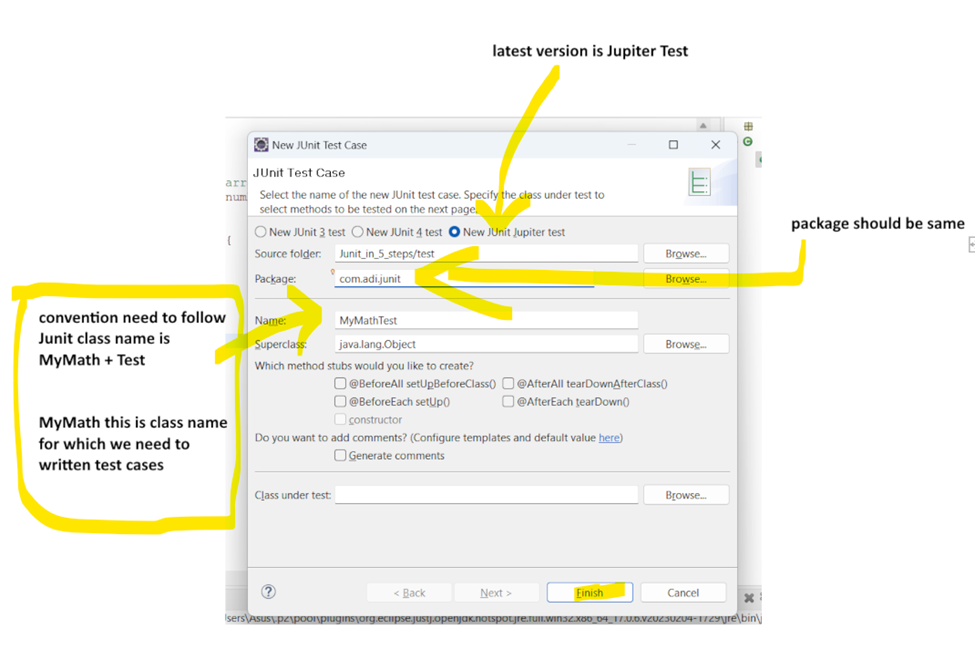 latest version is Jupiter Test
New JUnit Test Case
JUnit Test Case
Select the name of the new JUnit test case. Specify the class under test to
select methods to be tested on the next page.
arr
num
{
New JUnit 3 test New JUnit 4 test New JUnit Jupiter test
package should be same
Source folder: Junit_in_5_steps/test Browse...
Package: com.adi.junit Browse...
convention need to follow
Junit class name is
MyMath + Test
MyMath this is class name
for which we need to
written test cases
Name: MyMathTest
Superclass: java.lang.Object Browse...
Which method stubs would you like to create?
@BeforeAll setUpBeforeClass() @AfterAll tearDownAfterClass()
@BeforeEach setUp() @AfterEach tearDown()
constructor
Do you want to add comments? (Configure templates and default value here)
Generate comments
Class under test: Browse...
? < Back Next > Finish Cancel
sers\Asus\.p2\pool\plugins\org.eclipse.justj.openjdk.hotspot.jre.full.win32.x86_64_17.0.6.v20230204-1729\jre\bin\